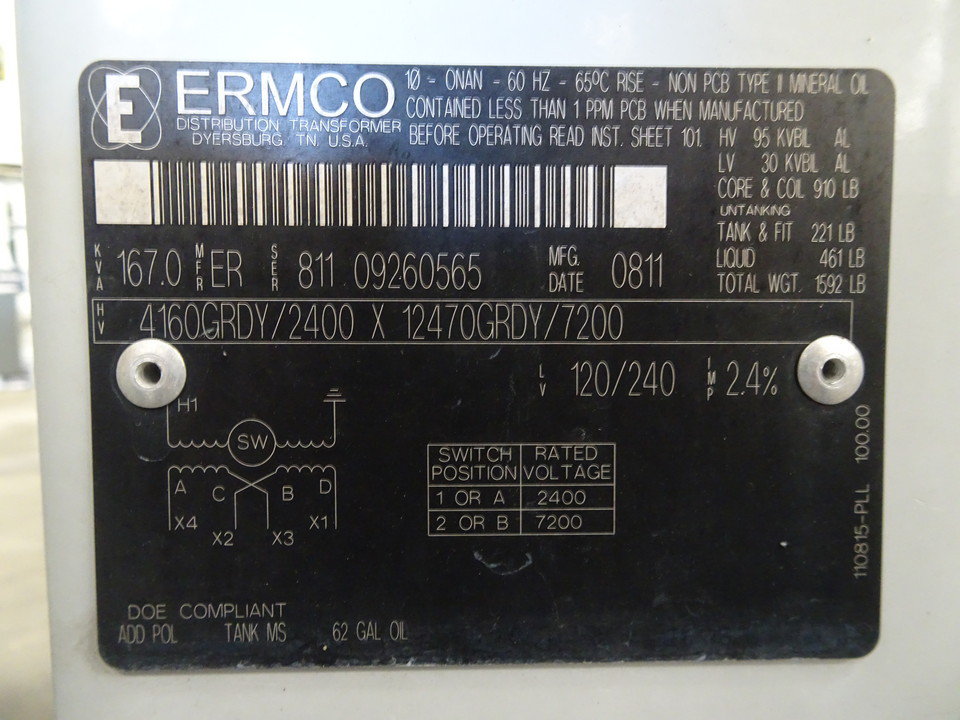 E ERMCO
DISTRIBUTION TRANSFORMER
DYERSBURG, TN. U.S.A.
1Ø - ONAN - 60 HZ - 65ºC RISE - NON PCB TYPE II MINERAL OIL
CONTAINED LESS THAN 1 PPM PCB WHEN MANUFACTURED
BEFORE OPERATING READ INST. SHEET 101.
HV 95 KVBIL AL
LV 30 KVBIL AL
CORE & COIL 910 LB
UNTANKING
TANK & FIT 221 LB
LIQUID 461 LB
TOTAL WGT. 1592 LB
KVA 167.0 MFR ER SER 811 09260565 MFG. DATE 0811
HV 4160GRDY/2400 X 12470GRDY/7200
LV 120/240 IMP 2.4%
H1
SW
A C B D
X4 X2 X3 X1
SWITCH POSITION RATED VOLTAGE
1 OR A 2400
2 OR B 7200
110815-PLL 100.00
DOE COMPLIANT
ADD POL TANK MS 62 GAL OIL